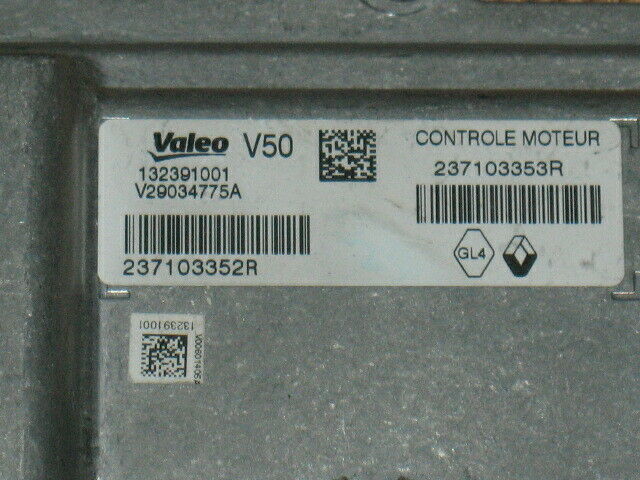 Valeo V50
132391001
V29034775A
237103352R
CONTROLE MOTEUR
237103353R
GL4
132391001